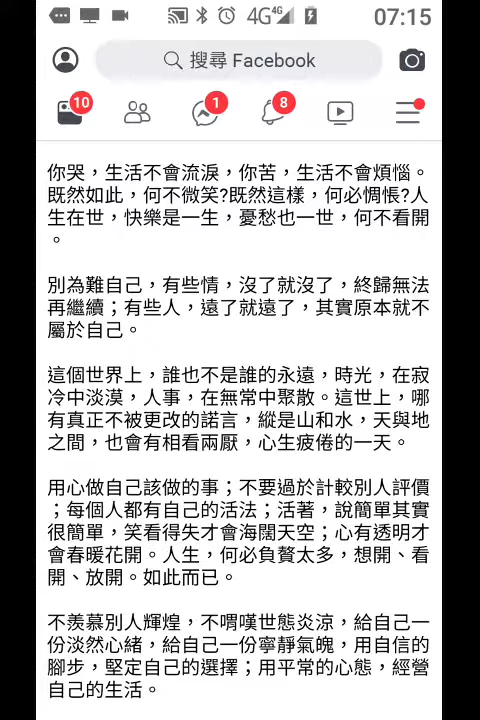 4G 4G 07:15
搜尋 Facebook
10 1 8
你哭，生活不會流淚，你苦，生活不會煩惱。
既然如此，何不微笑?既然這樣，何必惆悵?人
生在世，快樂是一生，憂愁也一世，何不看開
。
別為難自己，有些情，沒了就沒了，終歸無法
再繼續；有些人，遠了就遠了，其實原本就不
屬於自己。
這個世界上，誰也不是誰的永遠，時光，在寂
冷中淡漠，人事，在無常中聚散。這世上，哪
有真正不被更改的諾言，縱是山和水，天與地
之間，也會有相看兩厭，心生疲倦的一天。
用心做自己該做的事；不要過於計較別人評價
；每個人都有自己的活法；活著，說簡單其實
很簡單，笑看得失才會海闊天空；心有透明才
會春暖花開。人生，何必負贅太多，想開、看
開、放開。如此而已。
不羨慕別人輝煌，不喟嘆世態炎涼，給自己一
份淡然心緒，給自己一份寧靜氣魄，用自信的
腳步，堅定自己的選擇；用平常的心態，經營
自己的生活。